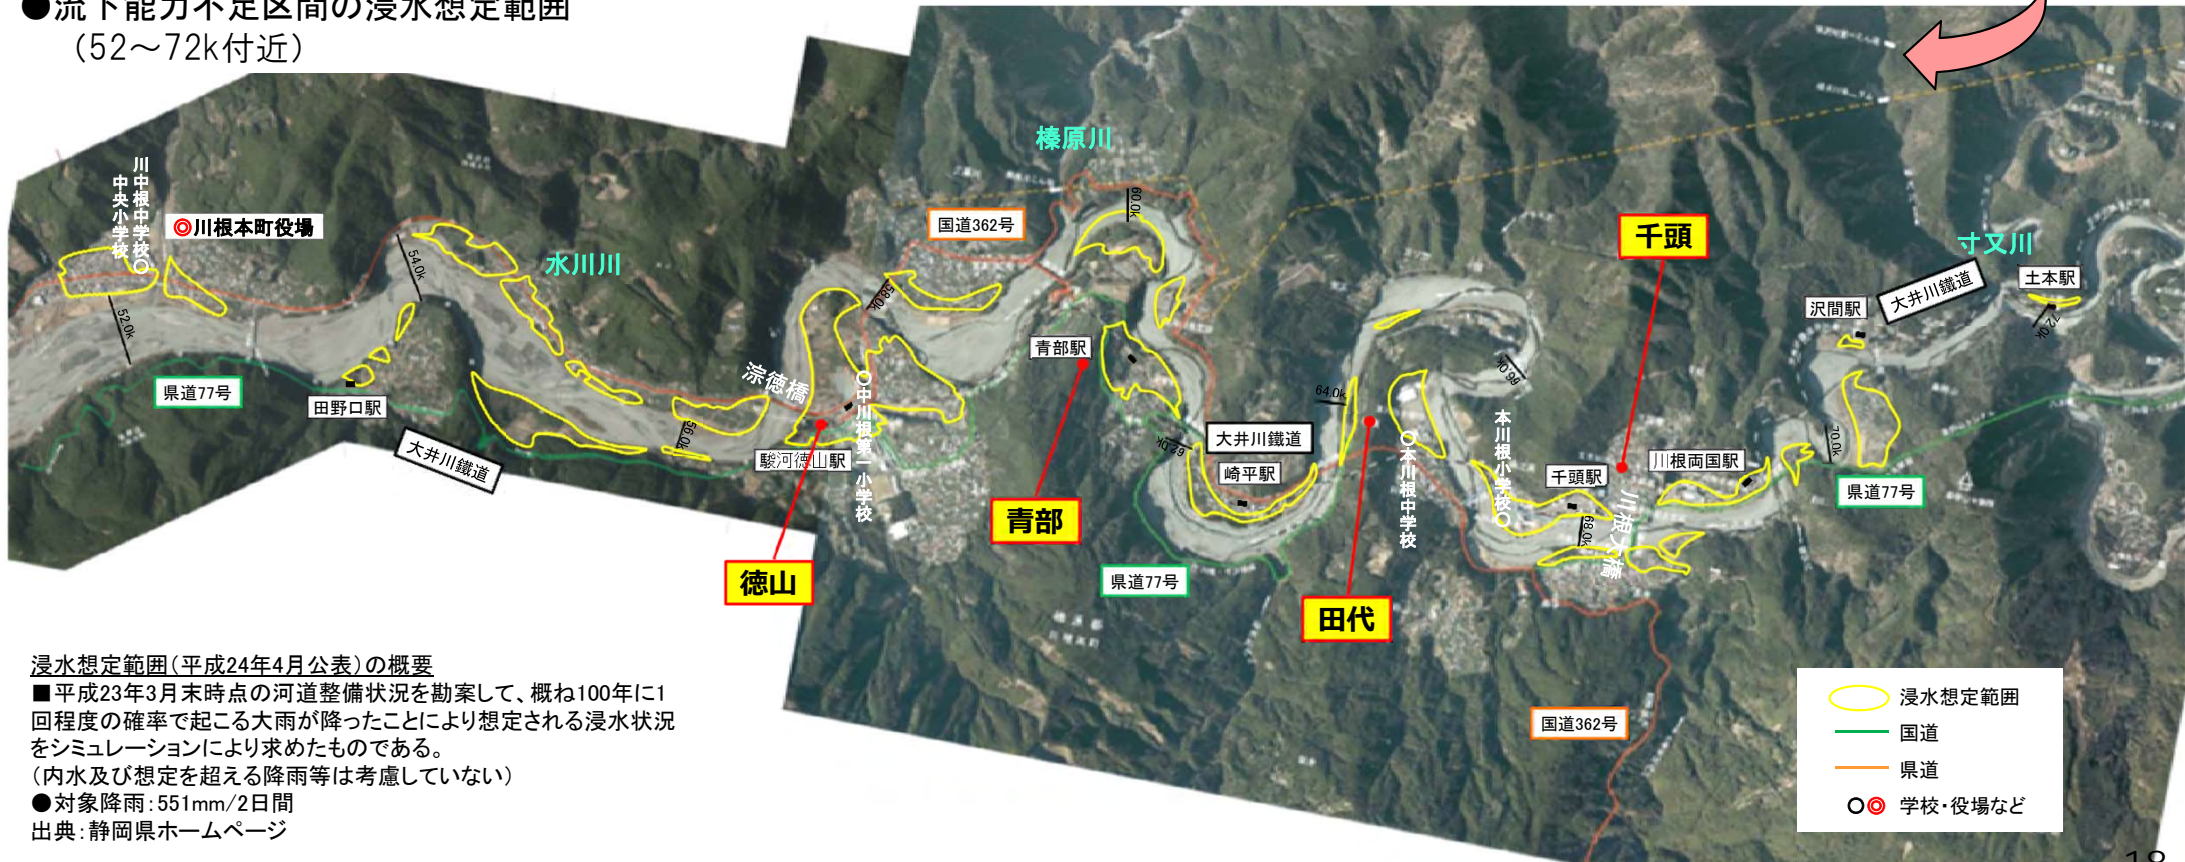 ●流下能力不足区間の浸水想定範囲
(52～72k付近)
榛原川
川中根中学校○
中央小学校
◎川根本町役場
国道362号
千頭
寸又川
大井川鐵道
土本駅
沢間駅
水川川
54.0k
58.0k
60.0k
52.0k
72.0k
青部駅
淙徳橋
県道77号
田野口駅
大井川鐵道
56.0k
駿河徳山駅
○中川根第一小学校
64.0k
66.0k
62.0k
大井川鐵道
崎平駅
○本川根中学校
本川根小学校○
千頭駅
川根両国駅
70.0k
県道77号
川根大橋
68.0k
青部
徳山
県道77号
田代
国道362号
浸水想定範囲(平成24年4月公表)の概要
■平成23年3月末時点の河道整備状況を勘案して、概ね100年に1
回程度の確率で起こる大雨が降ったことにより想定される浸水状況
をシミュレーションにより求めたものである。
(内水及び想定を超える降雨等は考慮していない)
●対象降雨:551mm/2日間
出典:静岡県ホームページ
浸水想定範囲
国道
県道
○◎ 学校・役場など
18